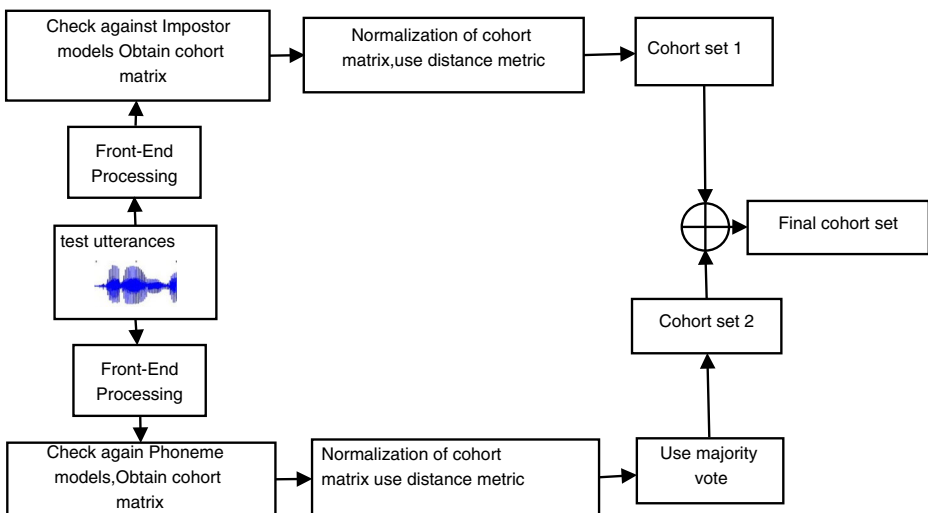 Check against Impostor
models Obtain cohort
matrix
Normalization of cohort
matrix,use distance metric
Cohort set 1
Front-End
Processing
test utterances
Final cohort set
Cohort set 2
Front-End
Processing
Check again Phoneme
models,Obtain cohort
matrix
Normalization of cohort
matrix use distance metric
Use majority
vote